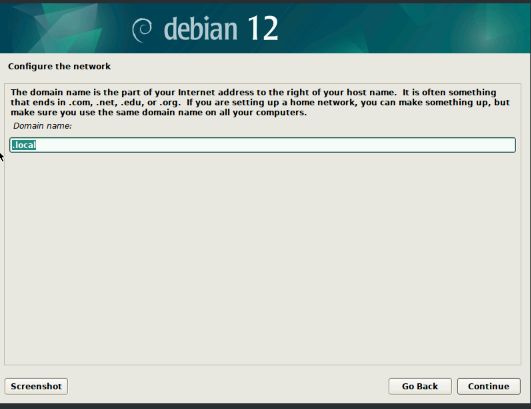 debian 12
Configure the network
The domain name is the part of your Internet address to the right of your host name.  It is often something
that ends in .com, .net, .edu, or .org.  If you are setting up a home network, you can make something up, but
make sure you use the same domain name on all your computers.
Domain name:
.local
Screenshot
Go Back
Continue